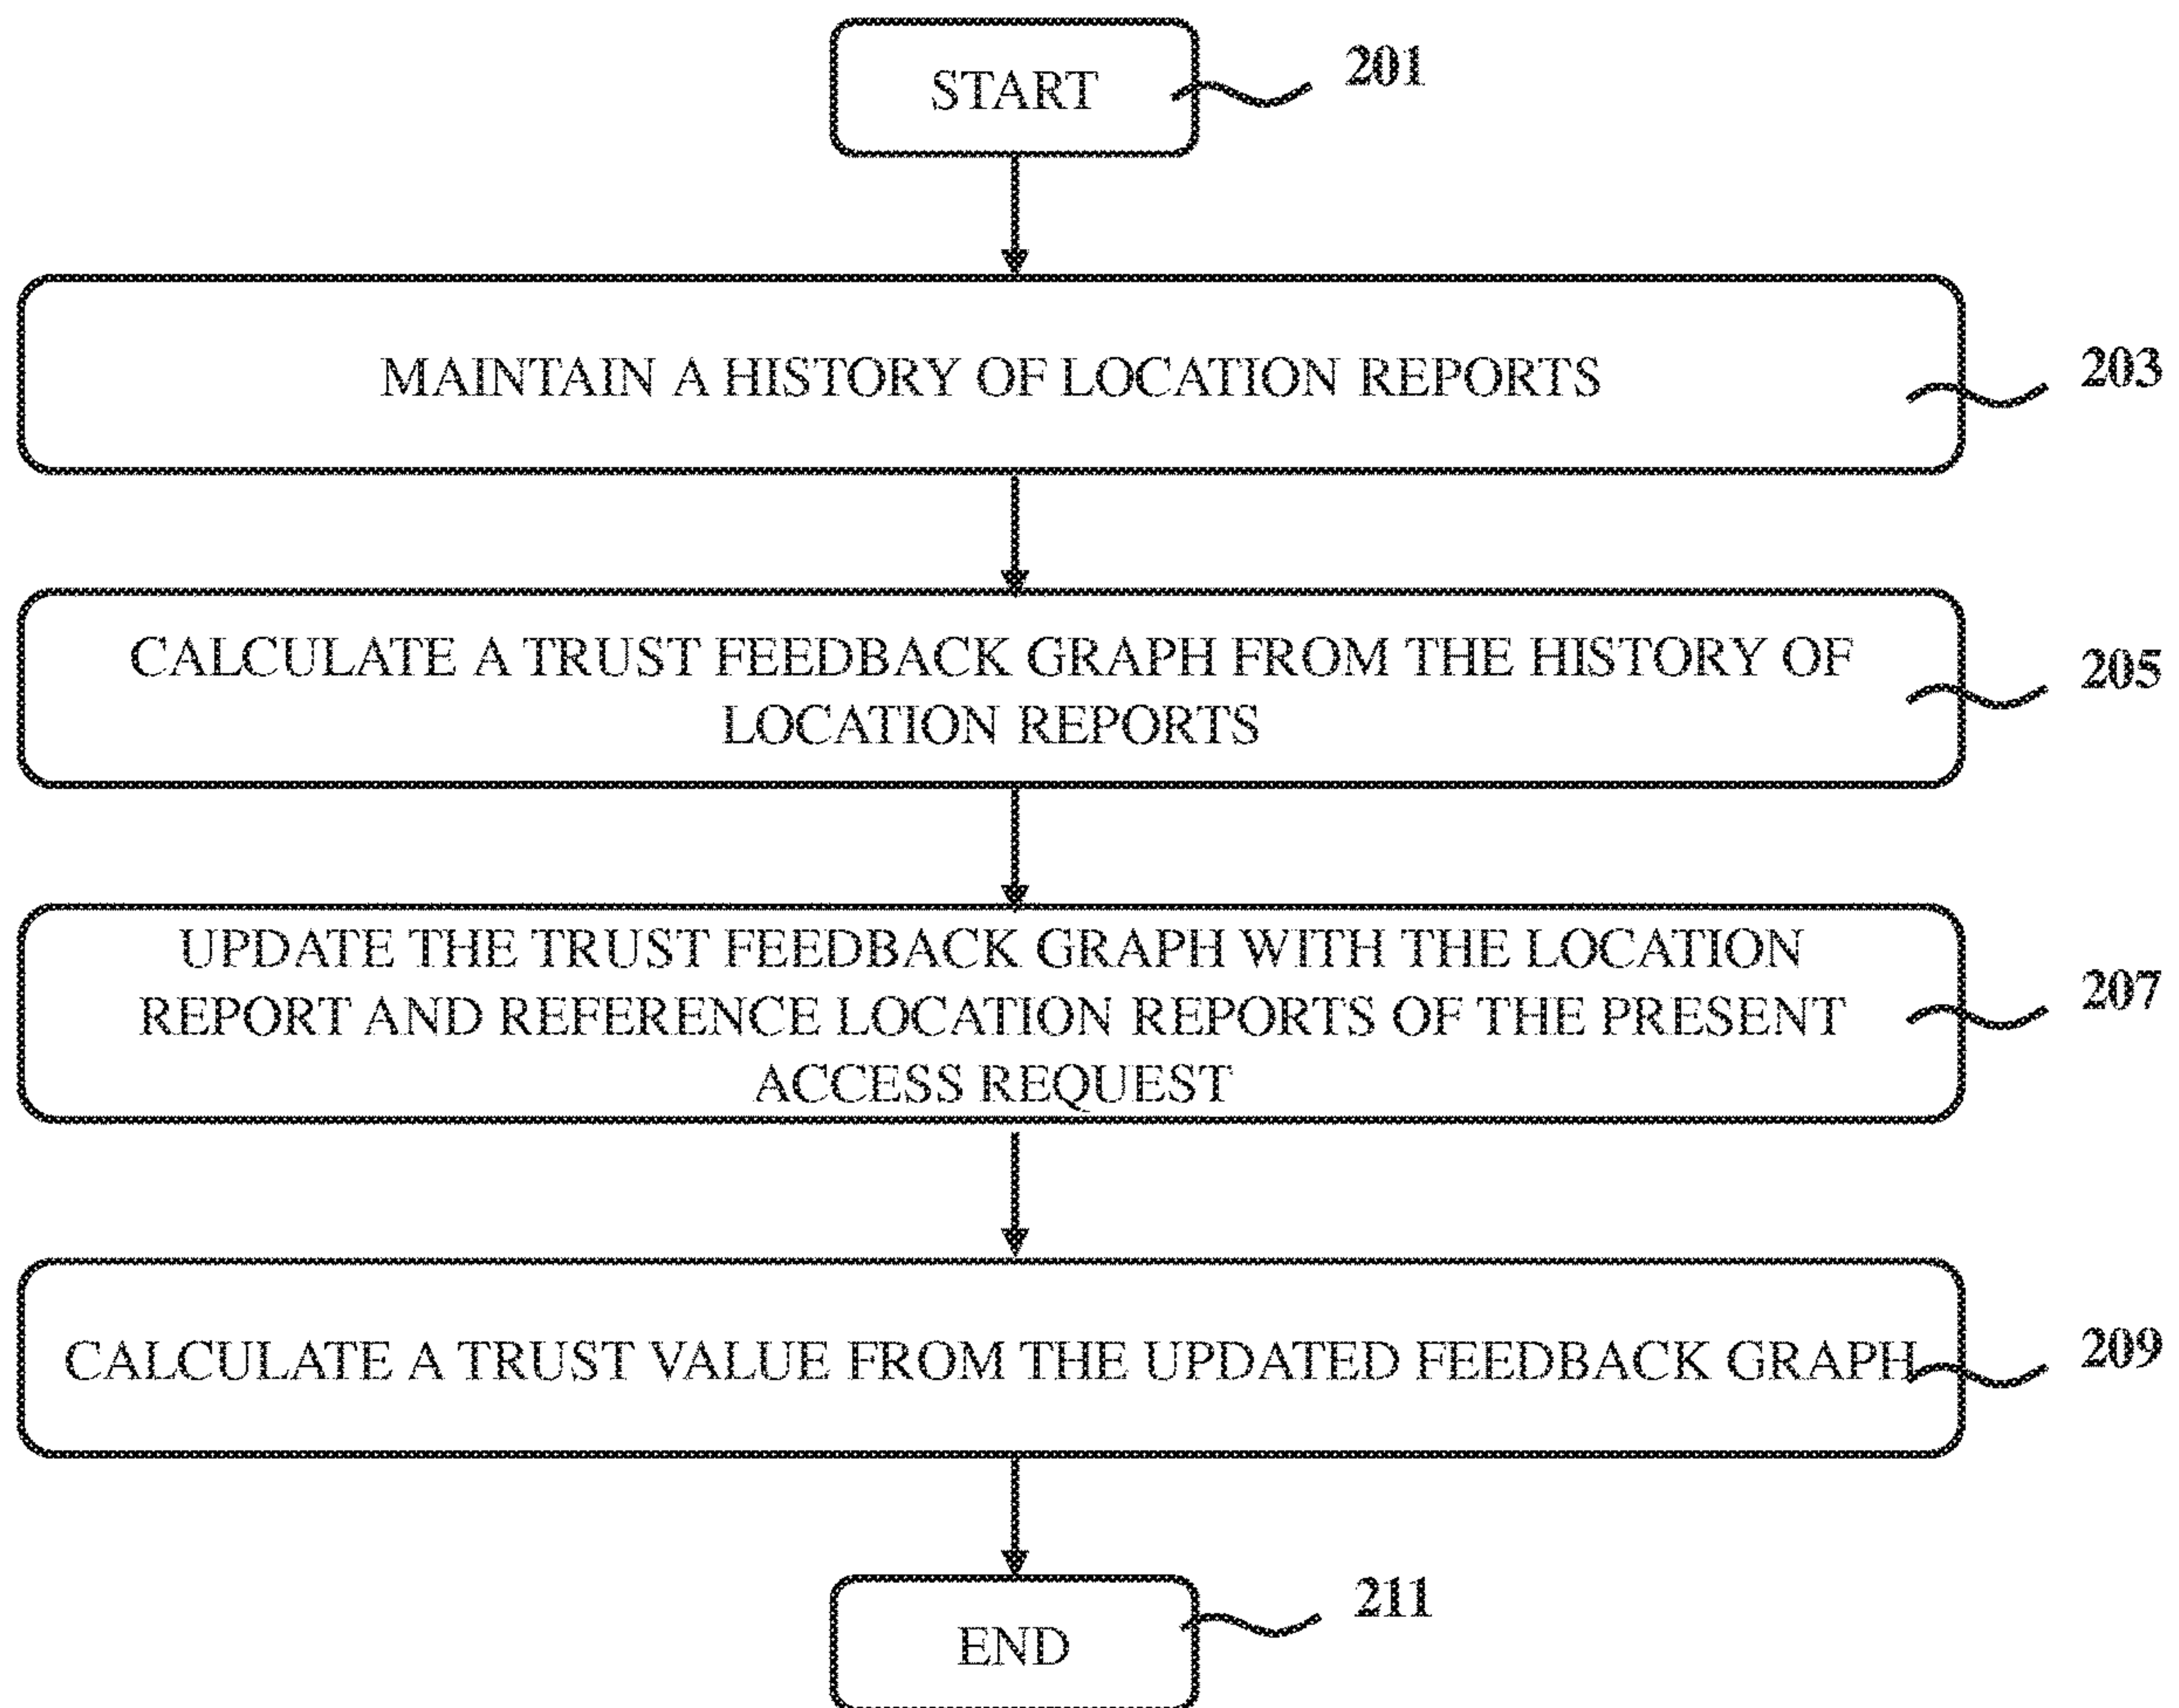 START
201
MAINTAIN A HISTORY OF LOCATION REPORTS
203
CALCULATE A TRUST FEEDBACK GRAPH FROM THE HISTORY OF
LOCATION REPORTS
205
UPDATE THE TRUST FEEDBACK GRAPH WITH THE LOCATION
REPORT AND REFERENCE LOCATION REPORTS OF THE PRESENT
ACCESS REQUEST
207
CALCULATE A TRUST VALUE FROM THE UPDATED FEEDBACK GRAPH
209
END
211